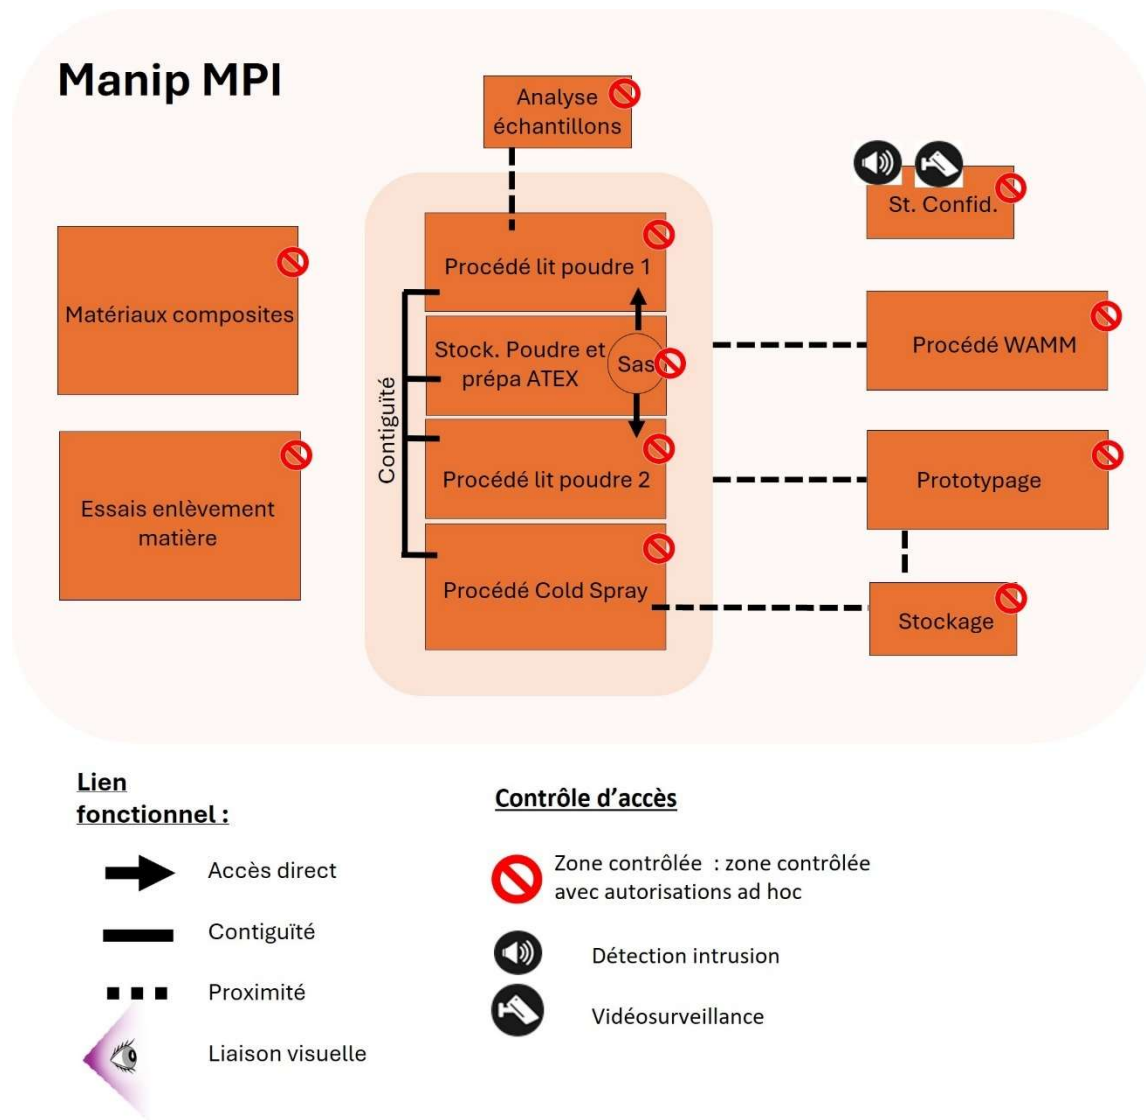 Manip MPI
Analyse
échantillons
St. Confid.
Procédé lit poudre 1
Matériaux composites
Stock. Poudre et
prépa ATEX
Sas
Procédé WAMM
Contiguïté
Procédé lit poudre 2
Prototypage
Essais enlèvement
matière
Procédé Cold Spray
Stockage
Lien
fonctionnel :
Accès direct
Contiguïté
Proximité
Liaison visuelle
Contrôle d’accès
Zone contrôlée : zone contrôlée
avec autorisations ad hoc
Détection intrusion
Vidéosurveillance